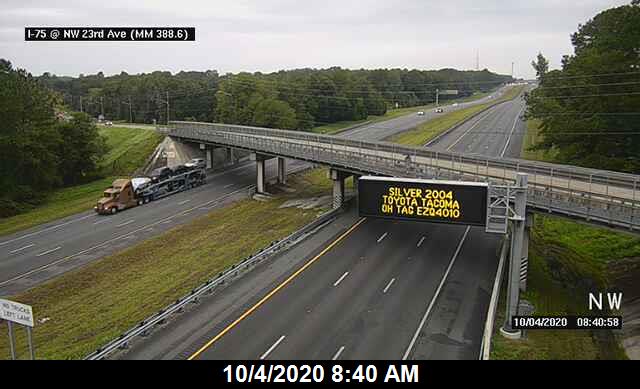 I-75 @ NW 23rd Ave (MM 388.6)
SILVER 2004
TOYOTA TACOMA
OH TAG EZQ4010
NO TRUCKS
LEFT LANE
NW
10/04/2020 08:40:58
10/4/2020 8:40 AM